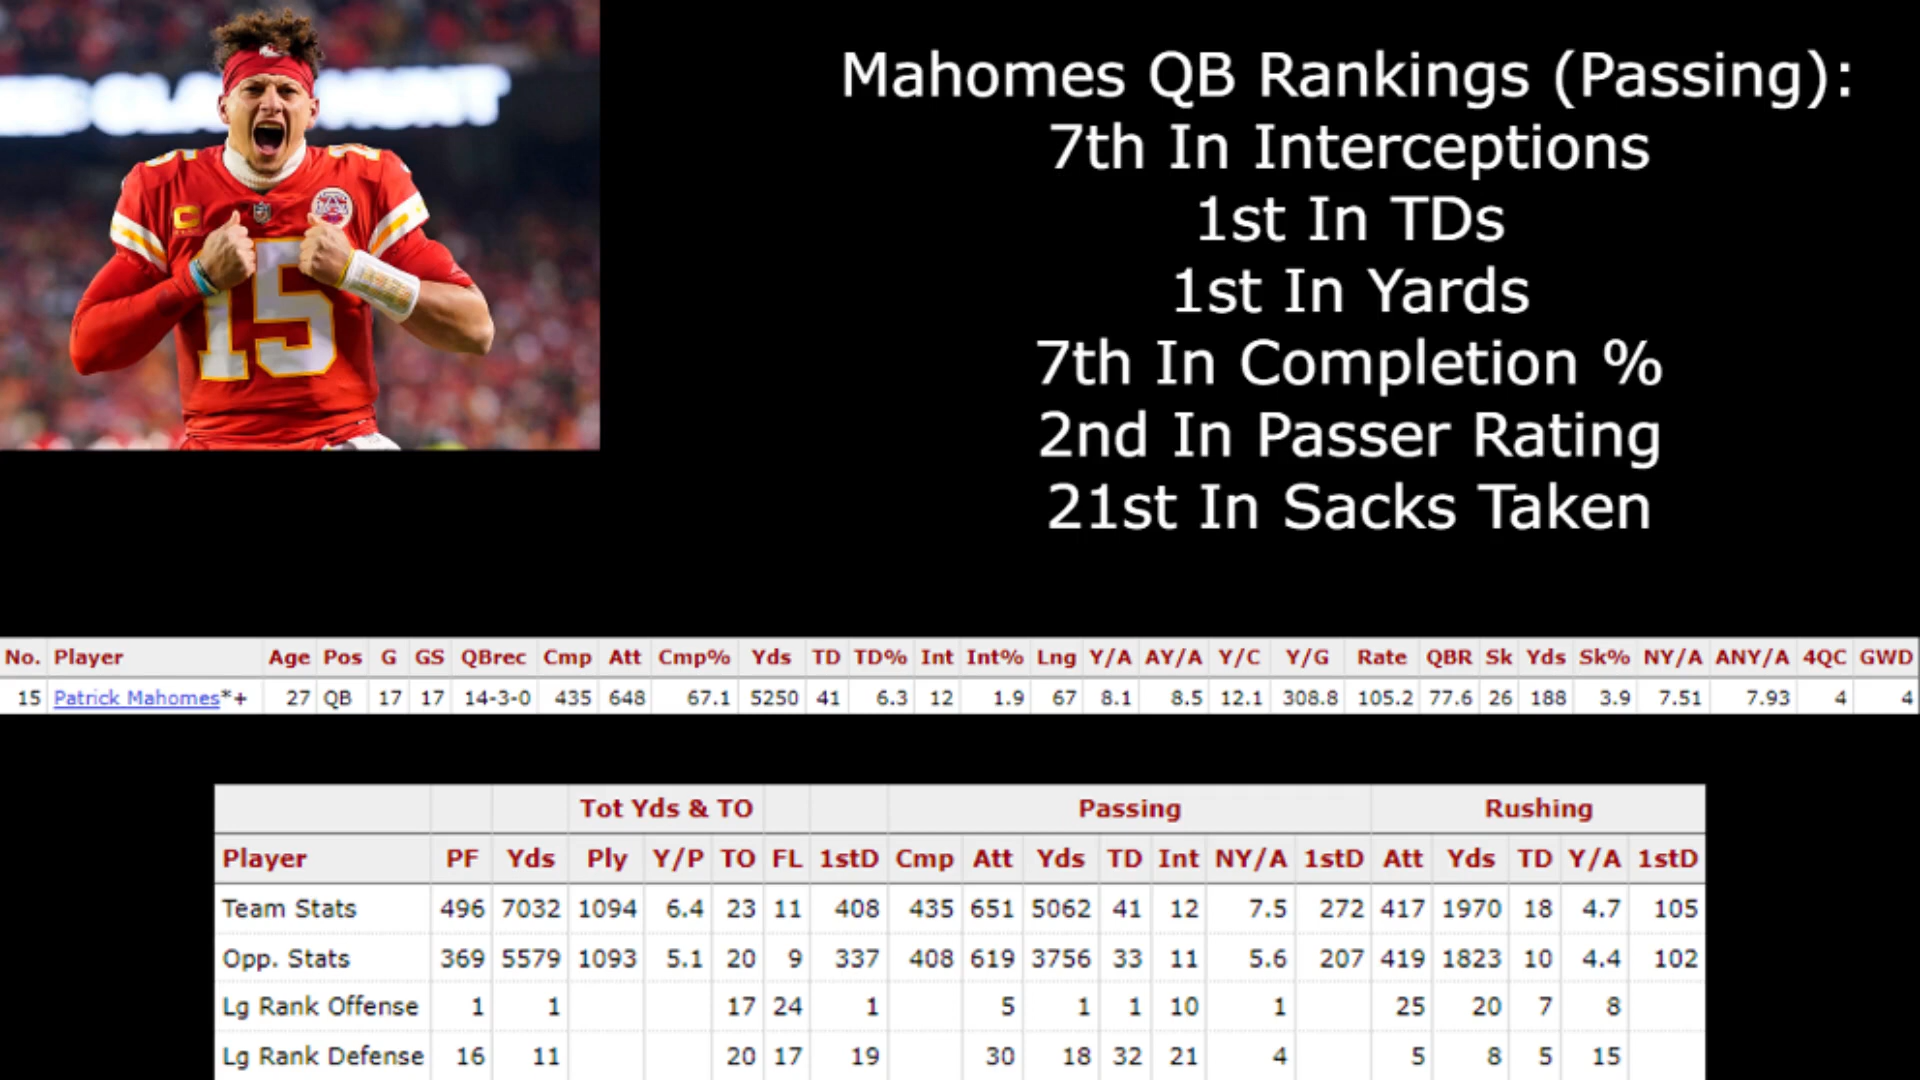 Mahomes QB Rankings (Passing):
7th In Interceptions
1st In TDs
1st In Yards
7th In Completion %
2nd In Passer Rating
21st In Sacks Taken
15
No. Player Age Pos G GS QBrec Cmp Att Cmp% Yds TD TD% Int Int% Lng Y/A AY/A Y/C Y/G Rate QBR Sk Yds Sk% NY/A ANY/A 4QC GWD
15 Patrick Mahomes*+ 27 QB 17 17 14-3-0 435 648 67.1 5250 41 6.3 12 1.9 67 8.1 8.5 12.1 308.8 105.2 77.6 26 188 3.9 7.51 7.93 4 4
Tot Yds & TO Passing Rushing
Player PF Yds Ply Y/P TO FL 1stD Cmp Att Yds TD Int NY/A 1stD Att Yds TD Y/A 1stD
Team Stats 496 7032 1094 6.4 23 11 408 435 651 5062 41 12 7.5 272 417 1970 18 4.7 105
Opp. Stats 369 5579 1093 5.1 20 9 337 408 619 3756 33 11 5.6 207 419 1823 10 4.4 102
Lg Rank Offense 1 1 17 24 1 5 1 1 10 1 25 20 7 8
Lg Rank Defense 16 11 20 17 19 30 18 32 21 4 5 8 5 15